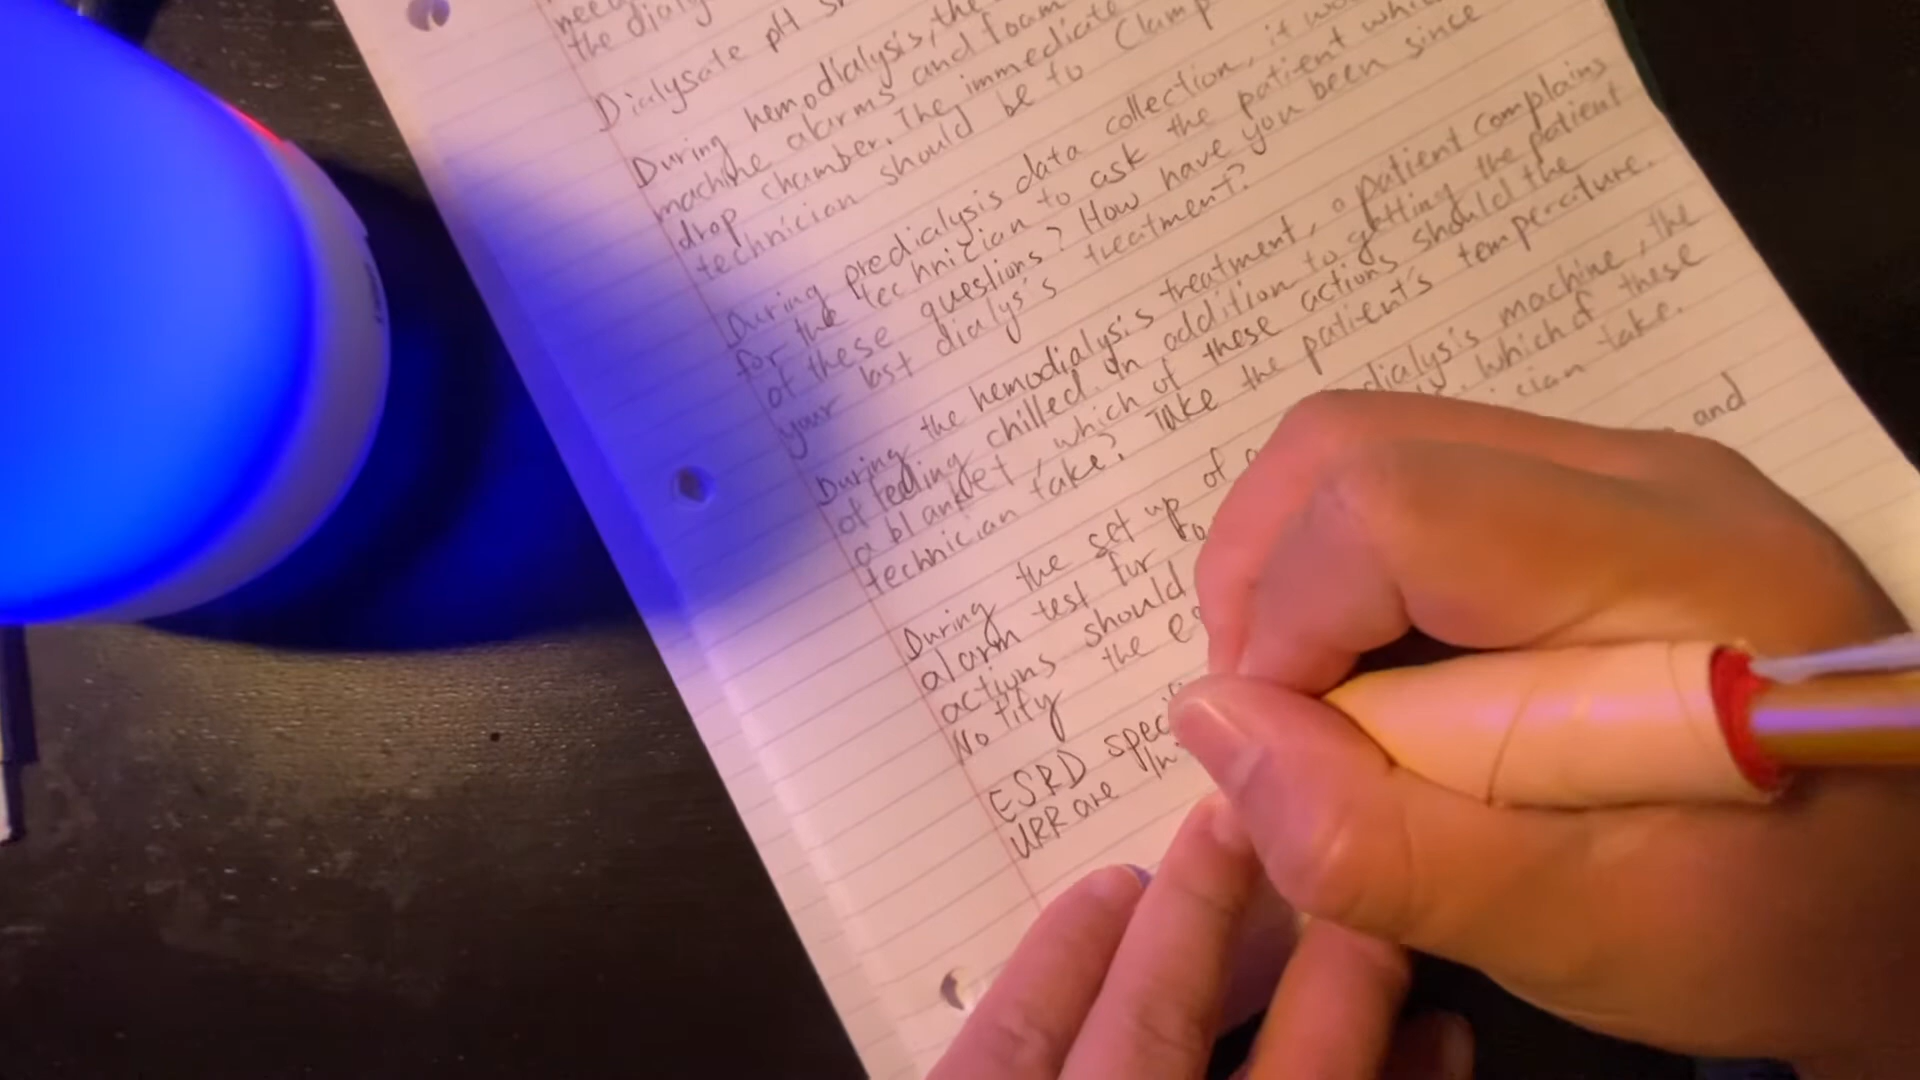 the dialy
Dialysate pH sh
During hemodialysis, the
machine alarms and foam
drop chamber. The immediate
technician should be to Clamp
During predialysis data collection, it wo
for the technician to ask the patient which
of these questions? How have you been since
your last dialysis treatment?
During the hemodialysis treatment, a patient complains
of feeling chilled. In addition to getting the patient
a blanket, which of these actions should the
technician take? Take the patient's temperature.
During the set up of a dialysis machine, the
alarm test for which of these
actions should ician take.
Notify the e
ESRD spec and
URR are